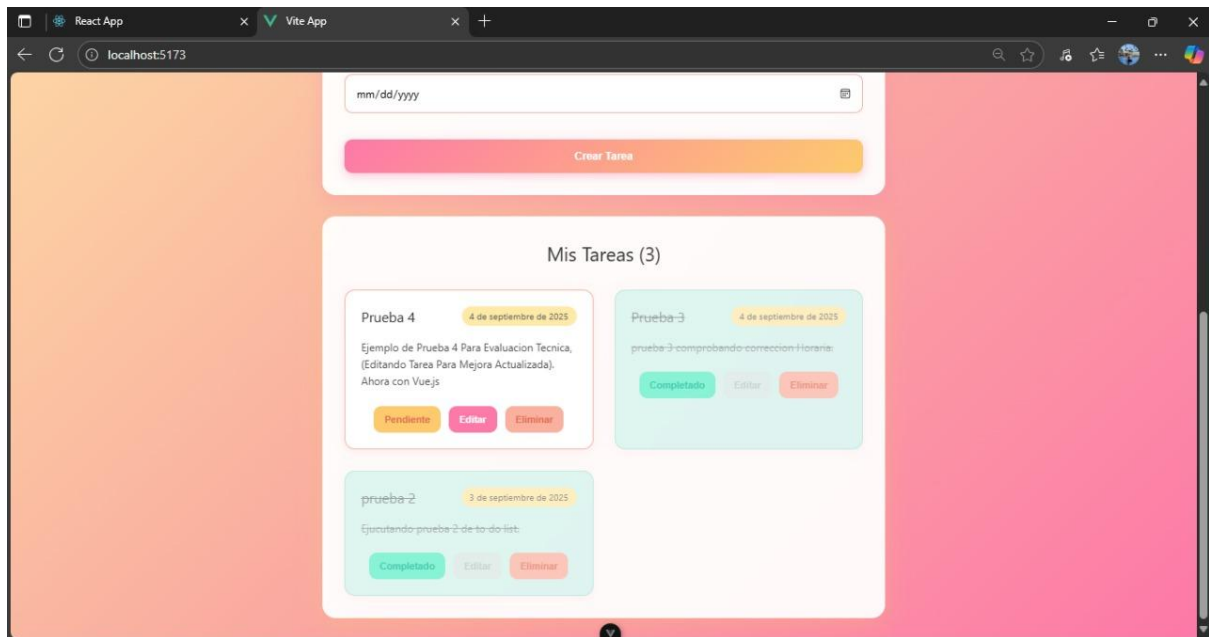 React App
Vite App
localhost:5173
mm/dd/yyyy
Crear Tarea
Mis Tareas (3)
Prueba 4
4 de septiembre de 2025
Ejemplo de Prueba 4 Para Evaluacion Tecnica,
(Editando Tarea Para Mejora Actualizada).
Ahora con Vue.js
Pendiente
Editar
Eliminar
Prueba 3
4 de septiembre de 2025
prueba 3 comprobando correccion Horaria.
Completado
Editar
Eliminar
prueba 2
3 de septiembre de 2025
Ejucutando prueba 2 de to do list.
Completado
Editar
Eliminar